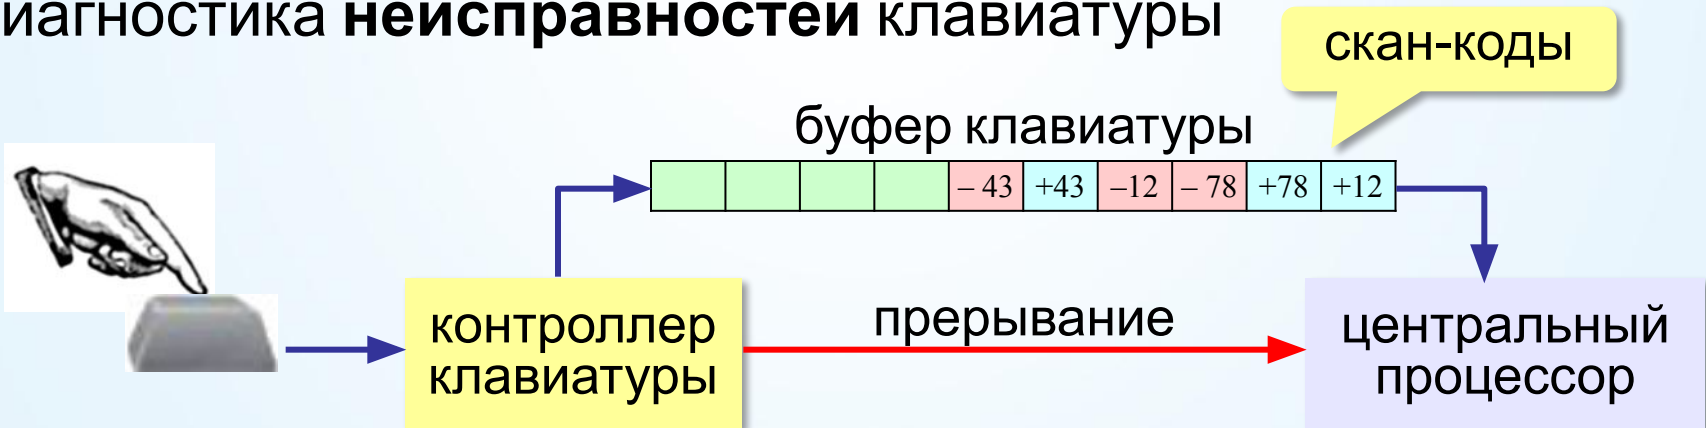 иагностика неисправностей клавиатуры
скан-коды
буфер клавиатуры
– 43 +43 –12 – 78 +78 +12
контроллер
клавиатуры
прерывание
центральный
процессор